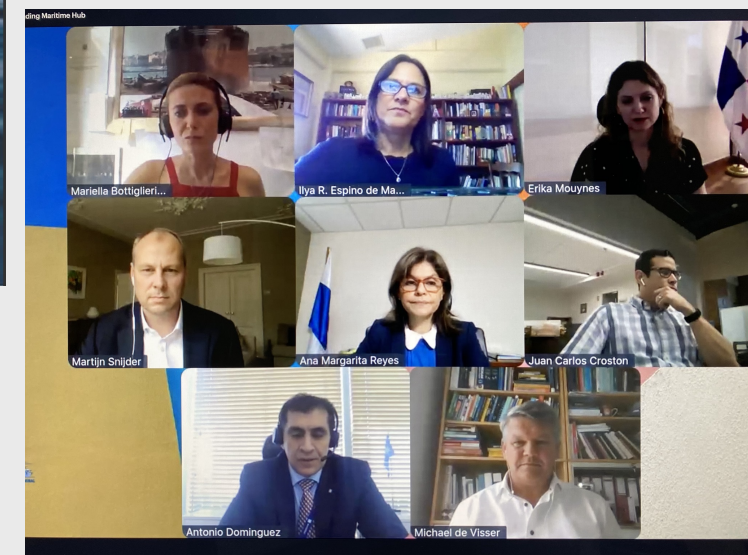 ding Maritime Hub
Mariella Bottiglieri...
Ilya R. Espino de Ma...
Erika Mouynes
Martijn Snijder
Ana Margarita Reyes
Juan Carlos Croston
Antonio Dominguez
Michael de Visser